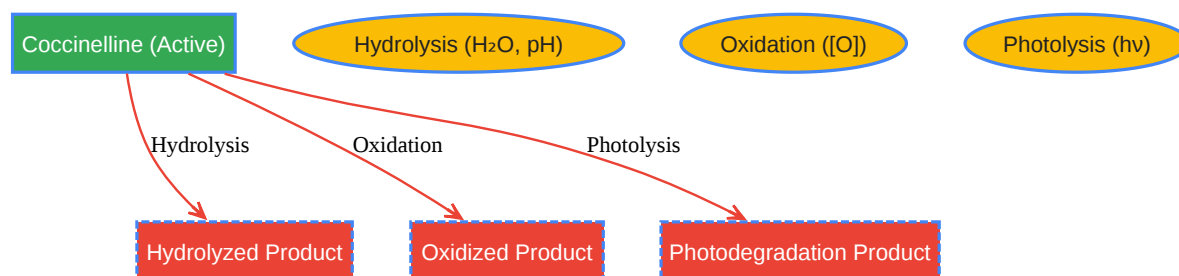 Coccinelline (Active)
Hydrolysis (H₂O, pH)
Oxidation ([O])
Photolysis (hν)
Hydrolysis
Oxidation
Photolysis
Hydrolyzed Product
Oxidized Product
Photodegradation Product